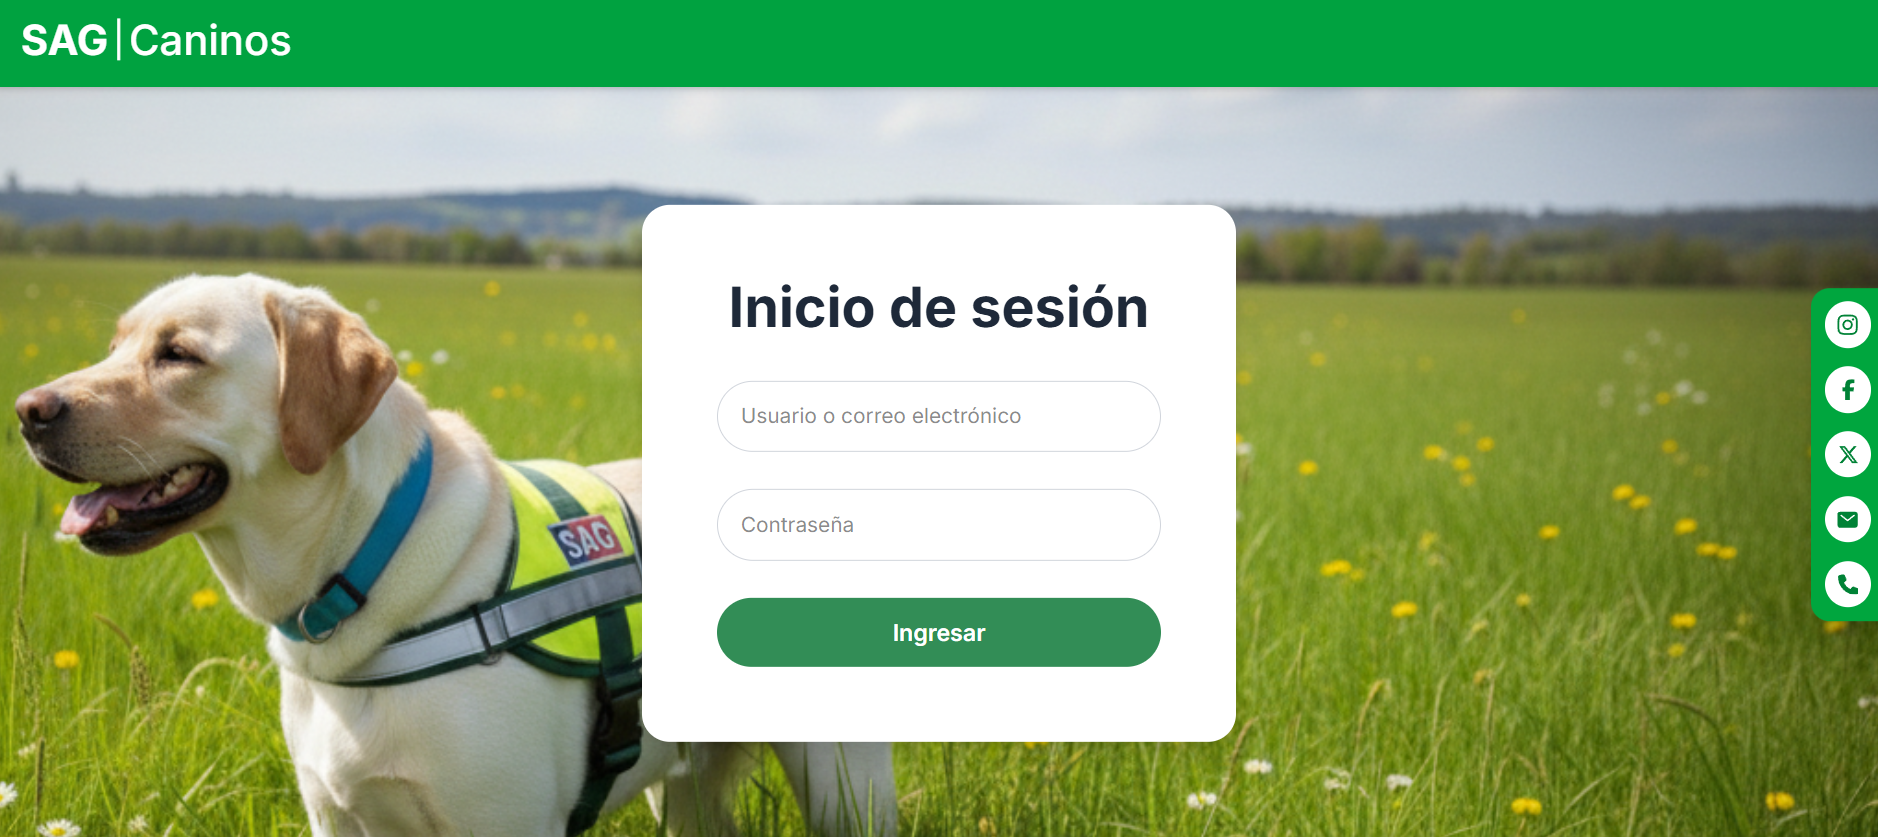 SAG|Caninos
Inicio de sesión
Usuario o correo electrónico
SAG
Contraseña
Ingresar